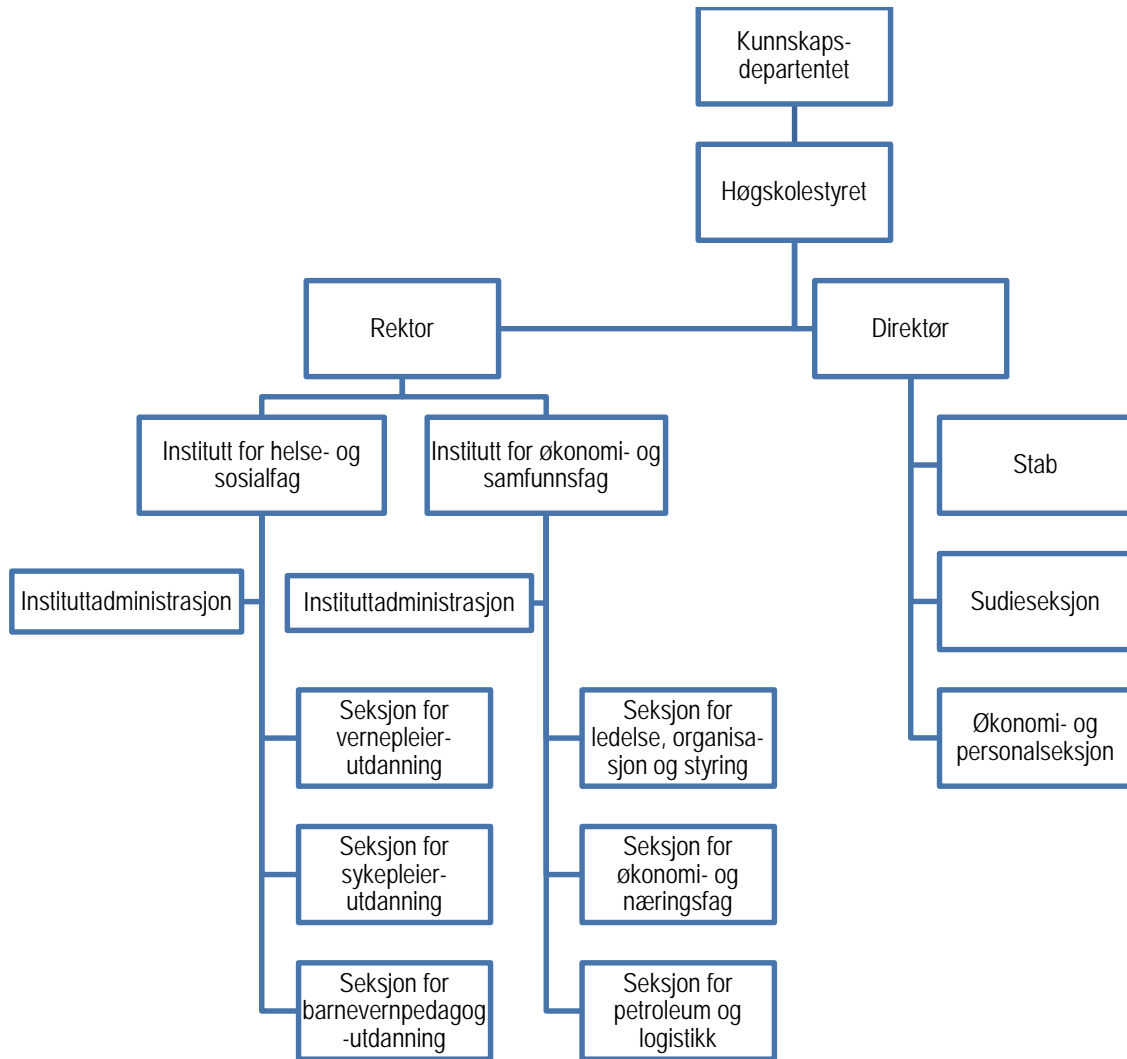 Kunnskaps-
departentet
Høgskolestyret
Rektor
Direktør
Institutt for helse- og
sosialfag
Institutt for økonomi- og
samfunnsfag
Stab
Instituttadministrasjon
Instituttadministrasjon
Sudieseksjon
Seksjon for
vernepleier-
utdanning
Seksjon for
ledelse, organisa-
sjon og styring
Økonomi- og
personalseksjon
Seksjon for
sykepleier-
utdanning
Seksjon for
økonomi- og
næringsfag
Seksjon for
barnevernpedagog
-utdanning
Seksjon for
petroleum og
logistikk